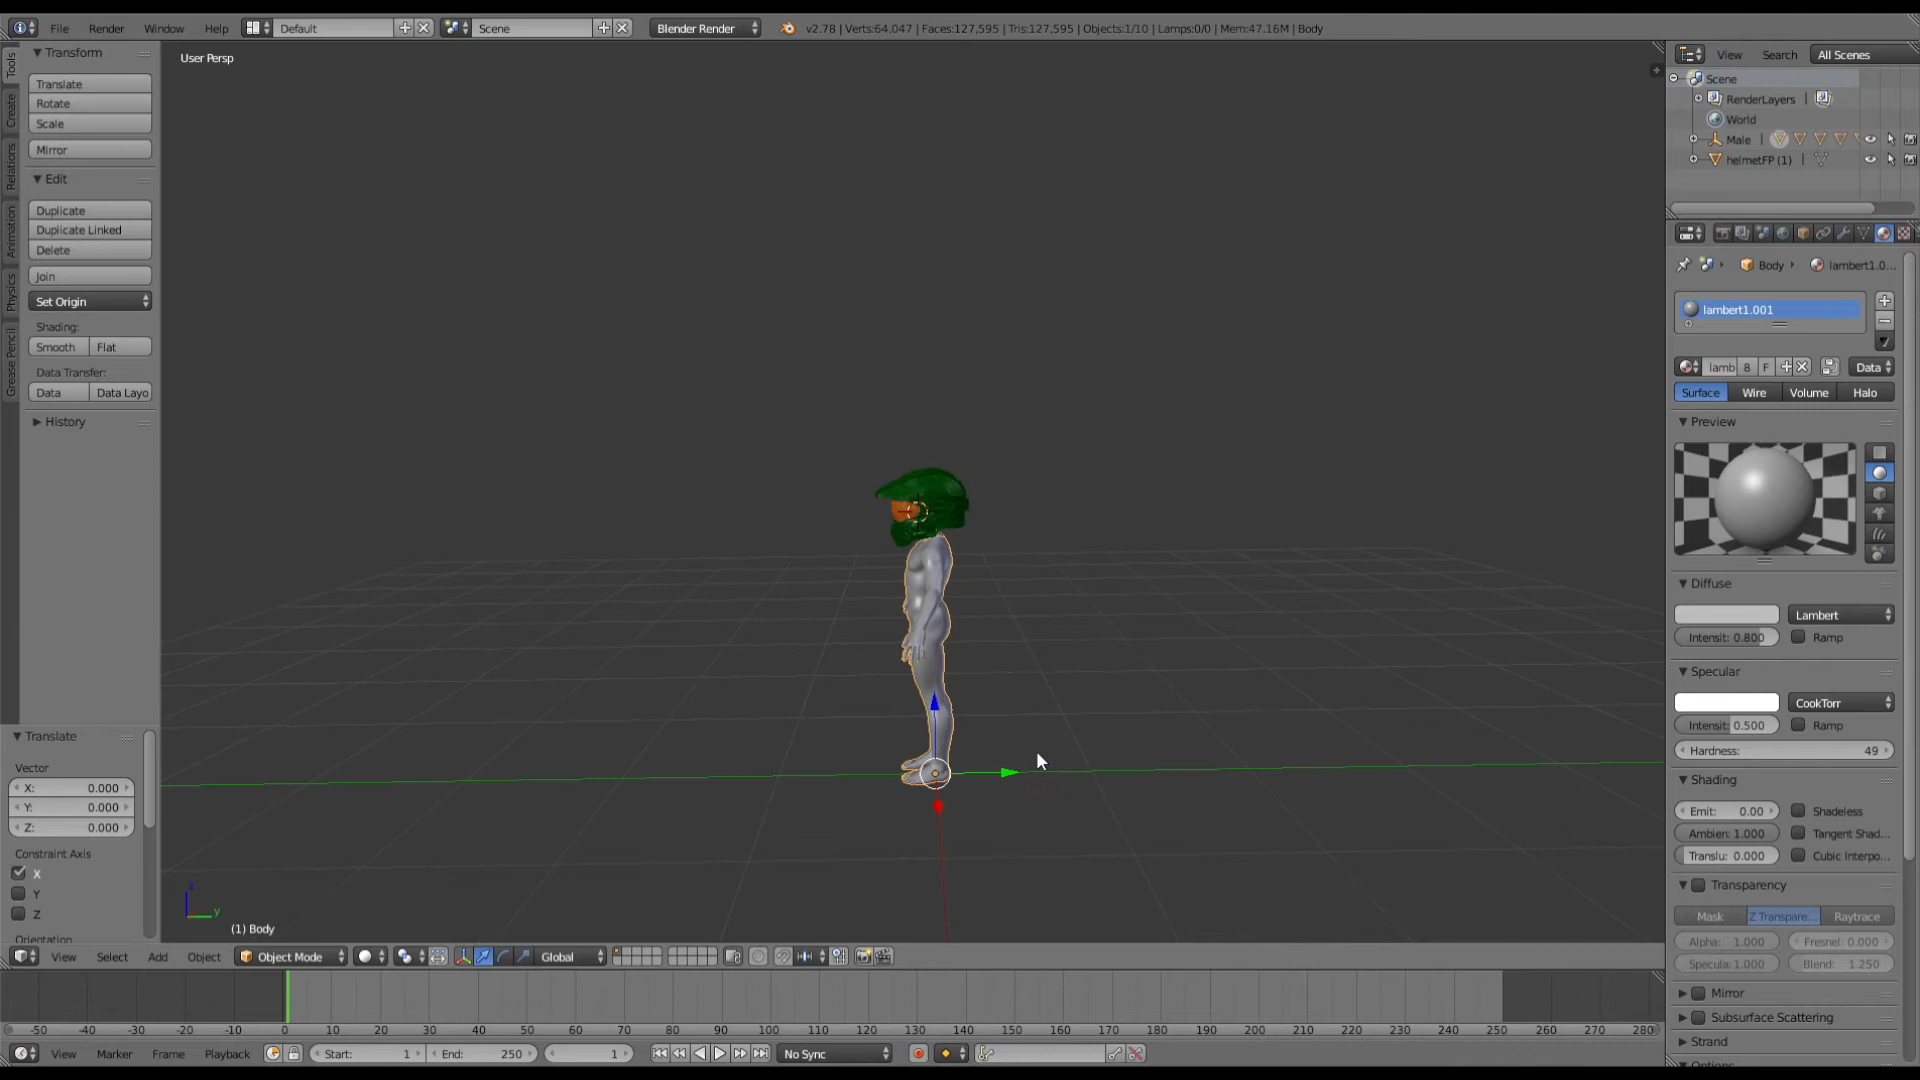 File Render Window Help Default Scene Blender Render v2.78 | Verts:64,047 | Faces:127,595 | Tris:127,595 | Objects:1/10 | Lamps:0/0 | Mem:47.16M | Body
Tools
Create
Relations
Animation
Physics
Grease Pencil
Transform
Translate
Rotate
Scale
Mirror
Edit
Duplicate
Duplicate Linked
Delete
Join
Set Origin
Shading:
Smooth Flat
Data Transfer:
Data Data Layo
History
Translate
Vector
X: 0.000
Y: 0.000
Z: 0.000
Constraint Axis
X
Y
Z
Orientation
User Persp
z
y
(1) Body
View Select Add Object Object Mode Global
-50 -40 -30 -20 -10 0 10 20 30 40 50 60 70 80 90 100 110 120 130 140 150 160 170 180 190 200 210 220 230 240 250 260 270 280
View Marker Frame Playback Start: 1 End: 250 1 No Sync
View Search All Scenes
Scene
RenderLayers |
World
Male |
helmetFP (1) |
Body lambert1.0...
lambert1.001
lamb 8 F Data
Surface Wire Volume Halo
Preview
Diffuse
Lambert
Intensit: 0.800 Ramp
Specular
CookTorr
Intensit: 0.500 Ramp
Hardness: 49
Shading
Emit: 0.00 Shadeless
Ambien: 1.000 Tangent Shad...
Translu: 0.000 Cubic Interpo...
Transparency
Mask Z Transpare... Raytrace
Alpha: 1.000 Fresnel: 0.000
Specula: 1.000 Blend: 1.250
Mirror
Subsurface Scattering
Strand
Options